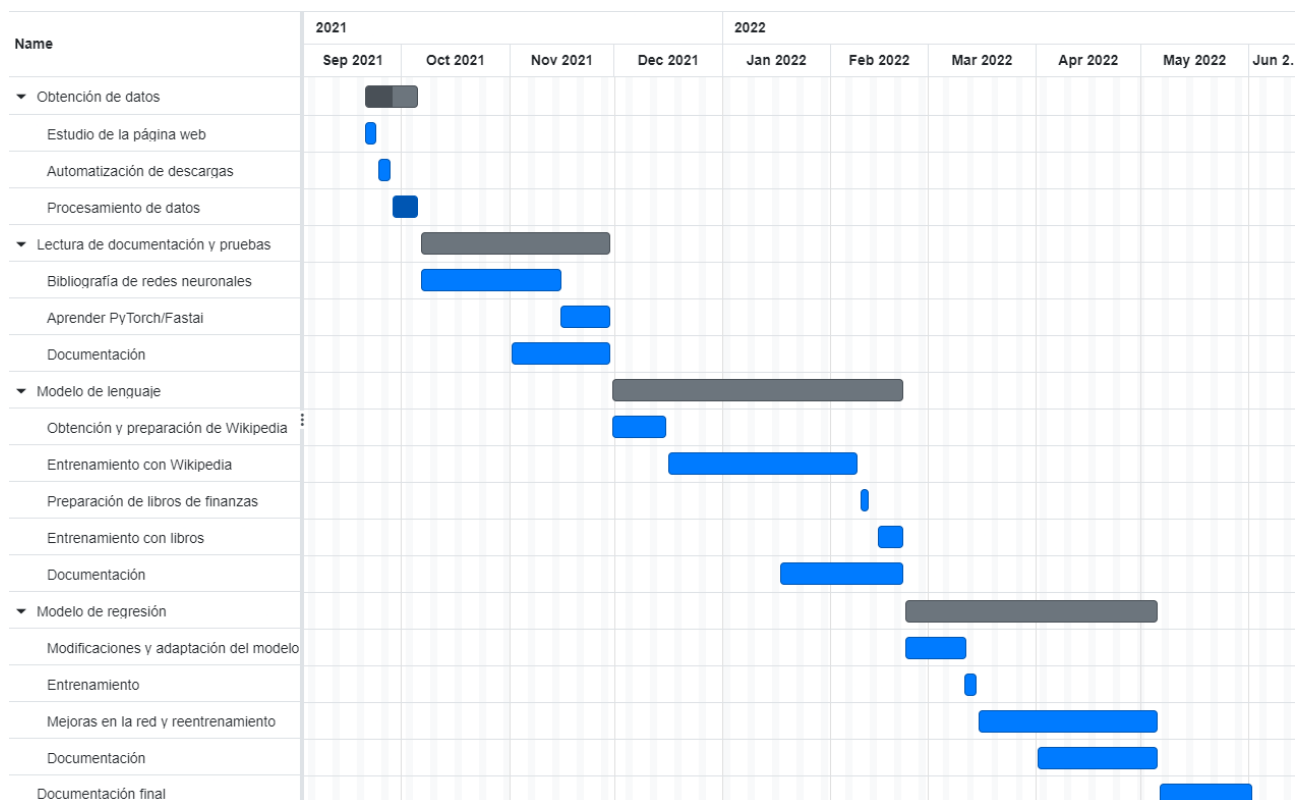 Name
2021
2022
Sep 2021
Oct 2021
Nov 2021
Dec 2021
Jan 2022
Feb 2022
Mar 2022
Apr 2022
May 2022
Jun 2.
Obtención de datos
Estudio de la página web
Automatización de descargas
Procesamiento de datos
Lectura de documentación y pruebas
Bibliografía de redes neuronales
Aprender PyTorch/Fastai
Documentación
Modelo de lenguaje
Obtención y preparación de Wikipedia
Entrenamiento con Wikipedia
Preparación de libros de finanzas
Entrenamiento con libros
Documentación
Modelo de regresión
Modificaciones y adaptación del modelo
Entrenamiento
Mejoras en la red y reentrenamiento
Documentación
Documentación final